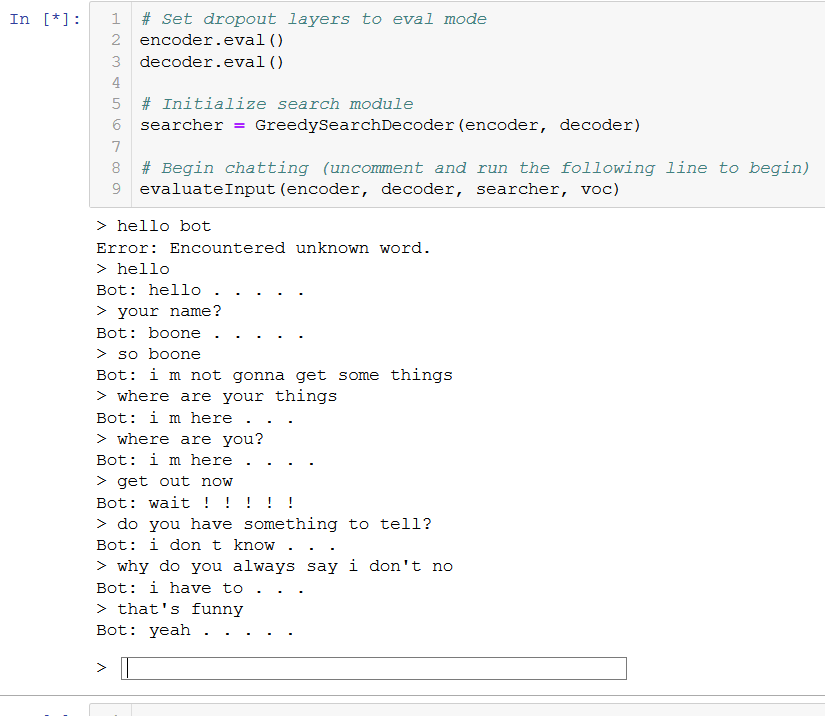 In [*]:
1 # Set dropout layers to eval mode
2 encoder.eval()
3 decoder.eval()
4
5 # Initialize search module
6 searcher = GreedySearchDecoder(encoder, decoder)
7
8 # Begin chatting (uncomment and run the following line to begin)
9 evaluateInput(encoder, decoder, searcher, voc)
> hello bot
Error: Encountered unknown word.
> hello
Bot: hello . . . . .
> your name?
Bot: boone . . . . .
> so boone
Bot: i m not gonna get some things
> where are your things
Bot: i m here . . .
> where are you?
Bot: i m here . . . .
> get out now
Bot: wait ! ! ! ! !
> do you have something to tell?
Bot: i don t know . . .
> why do you always say i don't no
Bot: i have to . . .
> that's funny
Bot: yeah . . . . .
>